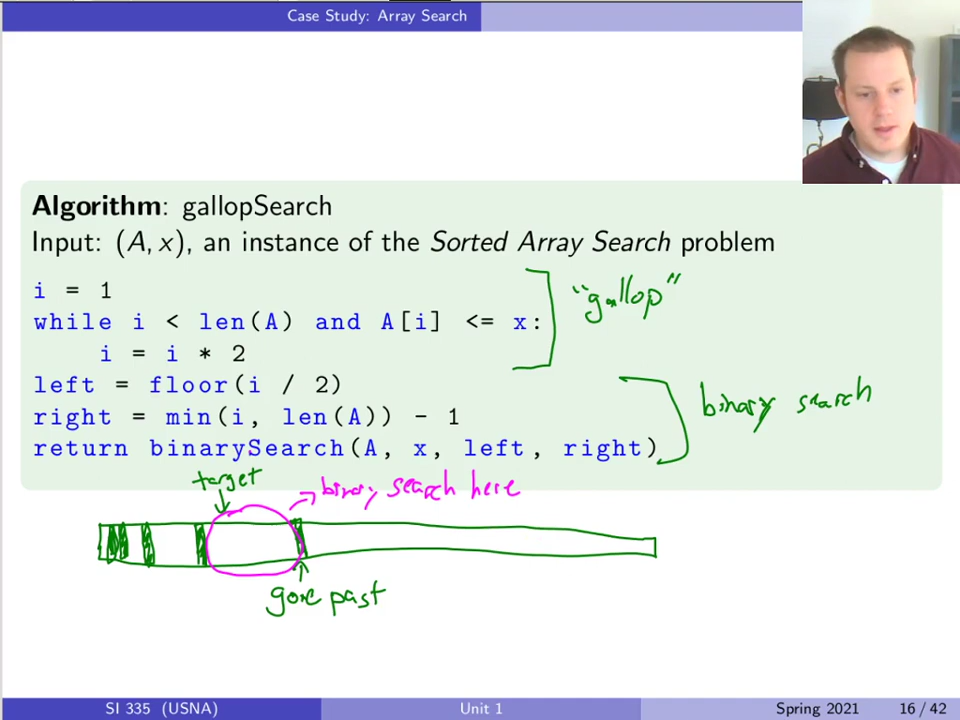 Case Study: Array Search
Algorithm: gallopSearch
Input: (A, x), an instance of the Sorted Array Search problem
i = 1
while i < len(A) and A[i] <= x:
    i = i * 2
left = floor(i / 2)
right = min(i, len(A)) - 1
return binarySearch(A, x, left, right)
"gallop"
binary search
target
binary search here
gone past
SI 335 (USNA)
Unit 1
Spring 2021
16 / 42